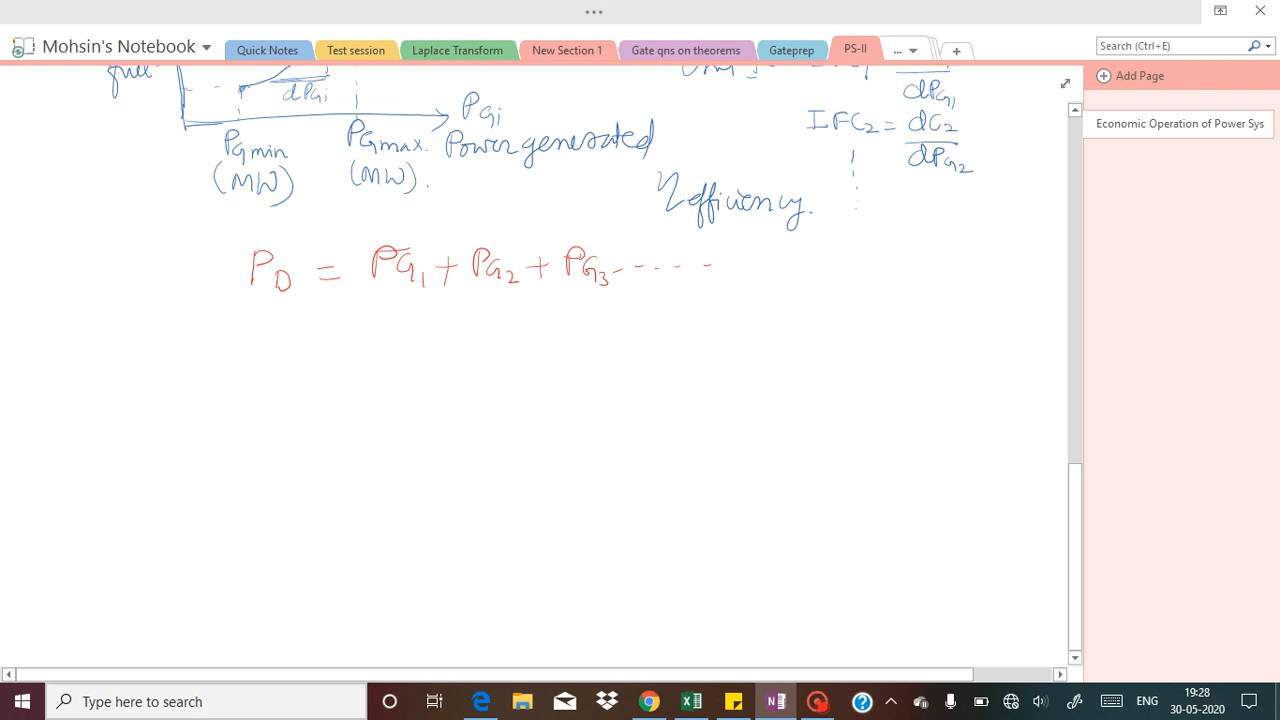 Mohsin's Notebook
Quick Notes
Test session
Laplace Transform
New Section 1
Gate qns on theorems
Gateprep
PS-II
...
+
Search (Ctrl+E)
Add Page
Economic Operation of Power Sys
fuel
dPGi
PGi
dPG1
IFC2 = dC2
dPG2
PGmin
(MW)
PGmax.
(MW).
Power generated
η efficiency.
PD = PG1 + PG2 + PG3 - - - - - -
Type here to search
ENG
19:28
30-05-2020